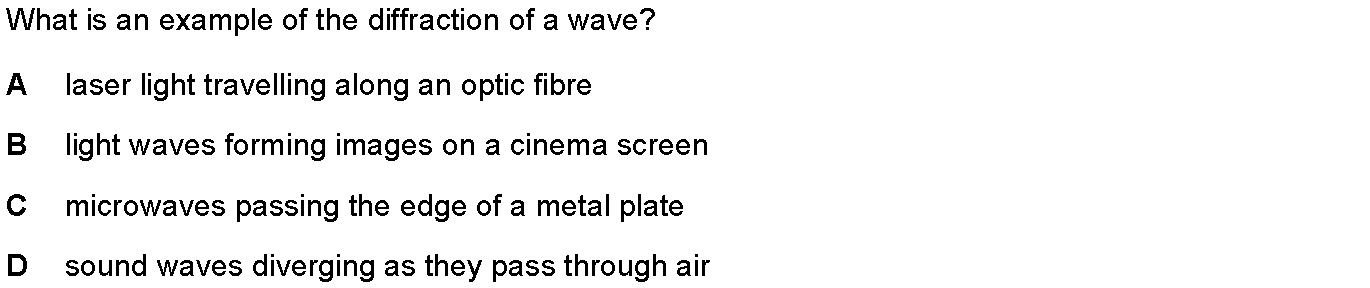 What is an example of the diffraction of a wave?
A laser light travelling along an optic fibre
B light waves forming images on a cinema screen
C microwaves passing the edge of a metal plate
D sound waves diverging as they pass through air